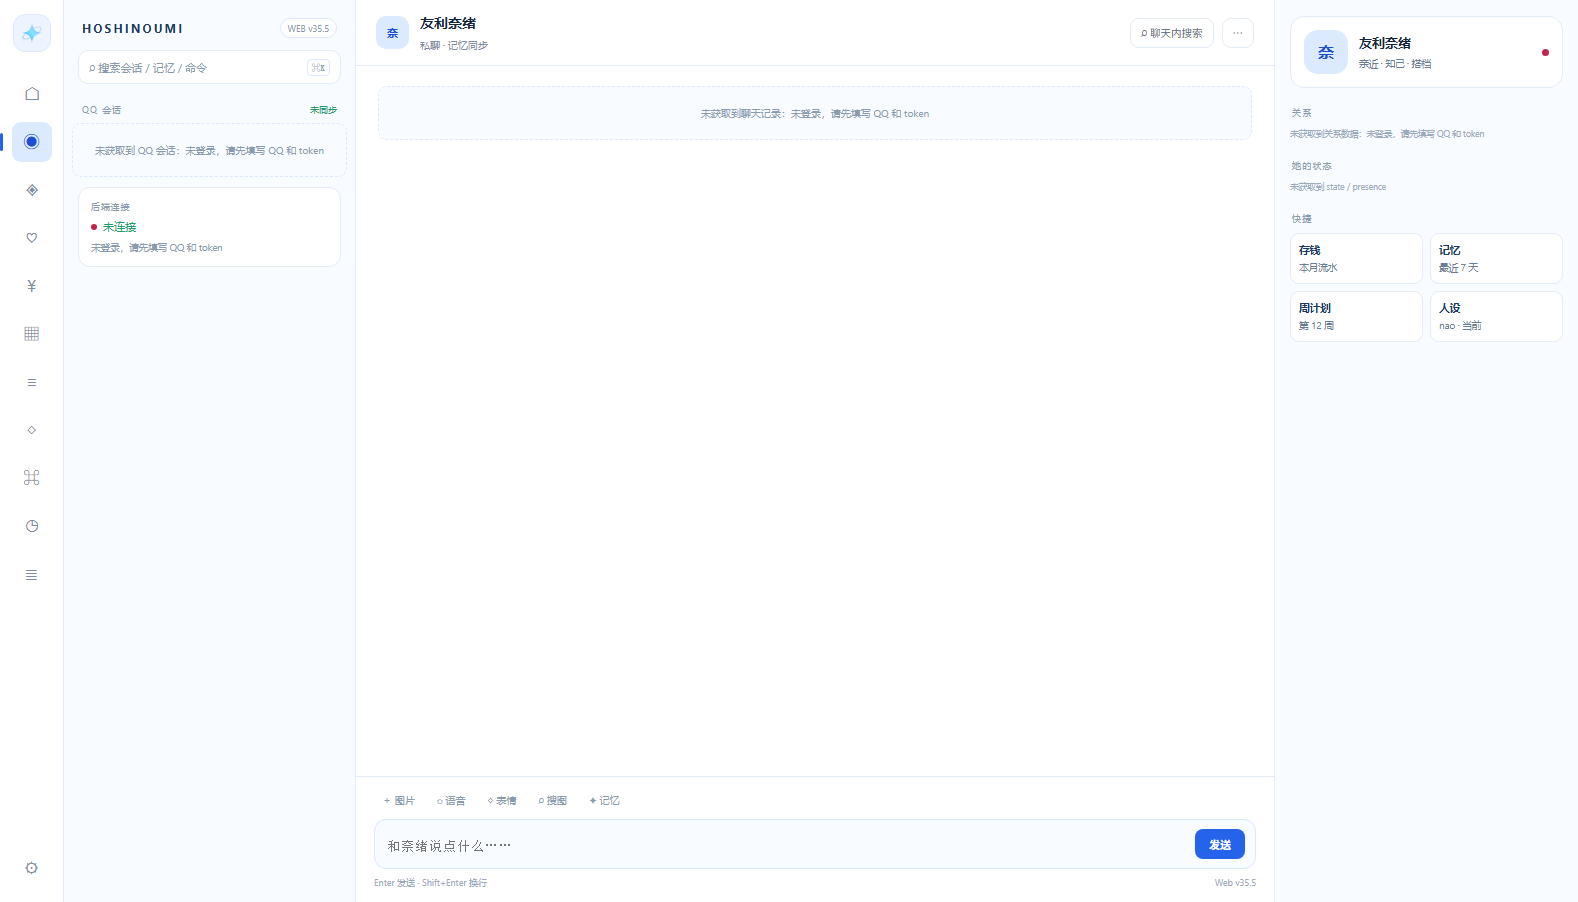 HOSHINOUMI
WEB v35.5
搜索会话 / 记忆 / 命令
⌘K
QQ 会话
未同步
未获取到 QQ 会话：未登录，请先填写 QQ 和 token
后端连接
未连接
未登录，请先填写 QQ 和 token
奈
友利奈绪
私聊 · 记忆同步
聊天内搜索
···
未获取到聊天记录：未登录，请先填写 QQ 和 token
+ 图片
语音
表情
搜图
记忆
和奈绪说点什么……
发送
Enter 发送 · Shift+Enter 换行
Web v35.5
奈
友利奈绪
亲近 · 知己 · 搭档
关系
未获取到关系数据：未登录，请先填写 QQ 和 token
她的状态
未获取到 state / presence
快捷
存钱
本月流水
记忆
最近 7 天
周计划
第 12 周
人设
nao · 当前
¥